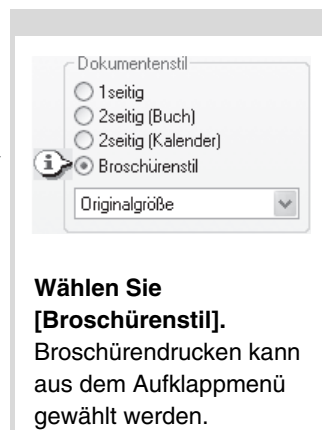 Dokumentenstil
1seitig
2seitig (Buch)
2seitig (Kalender)
Broschürenstil
Originalgröße
Wählen Sie
[Broschürenstil].
Broschürendrucken kann
aus dem Aufklappmenü
gewählt werden.